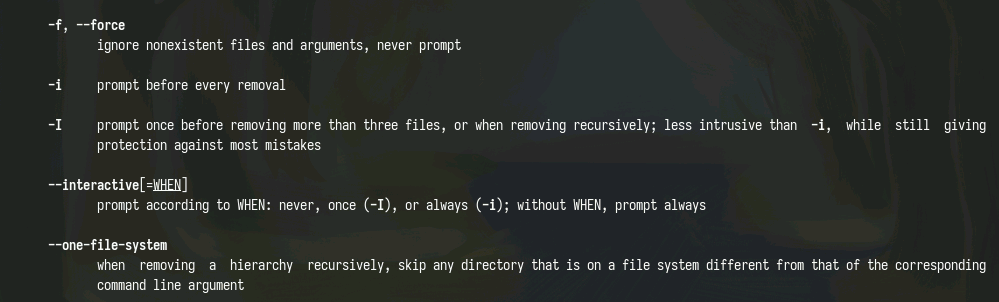 -f, --force
ignore nonexistent files and arguments, never prompt
-i prompt before every removal
-I prompt once before removing more than three files, or when removing recursively; less intrusive than -i, while still giving
protection against most mistakes
--interactive[=WHEN]
prompt according to WHEN: never, once (-I), or always (-i); without WHEN, prompt always
--one-file-system
when removing a hierarchy recursively, skip any directory that is on a file system different from that of the corresponding
command line argument